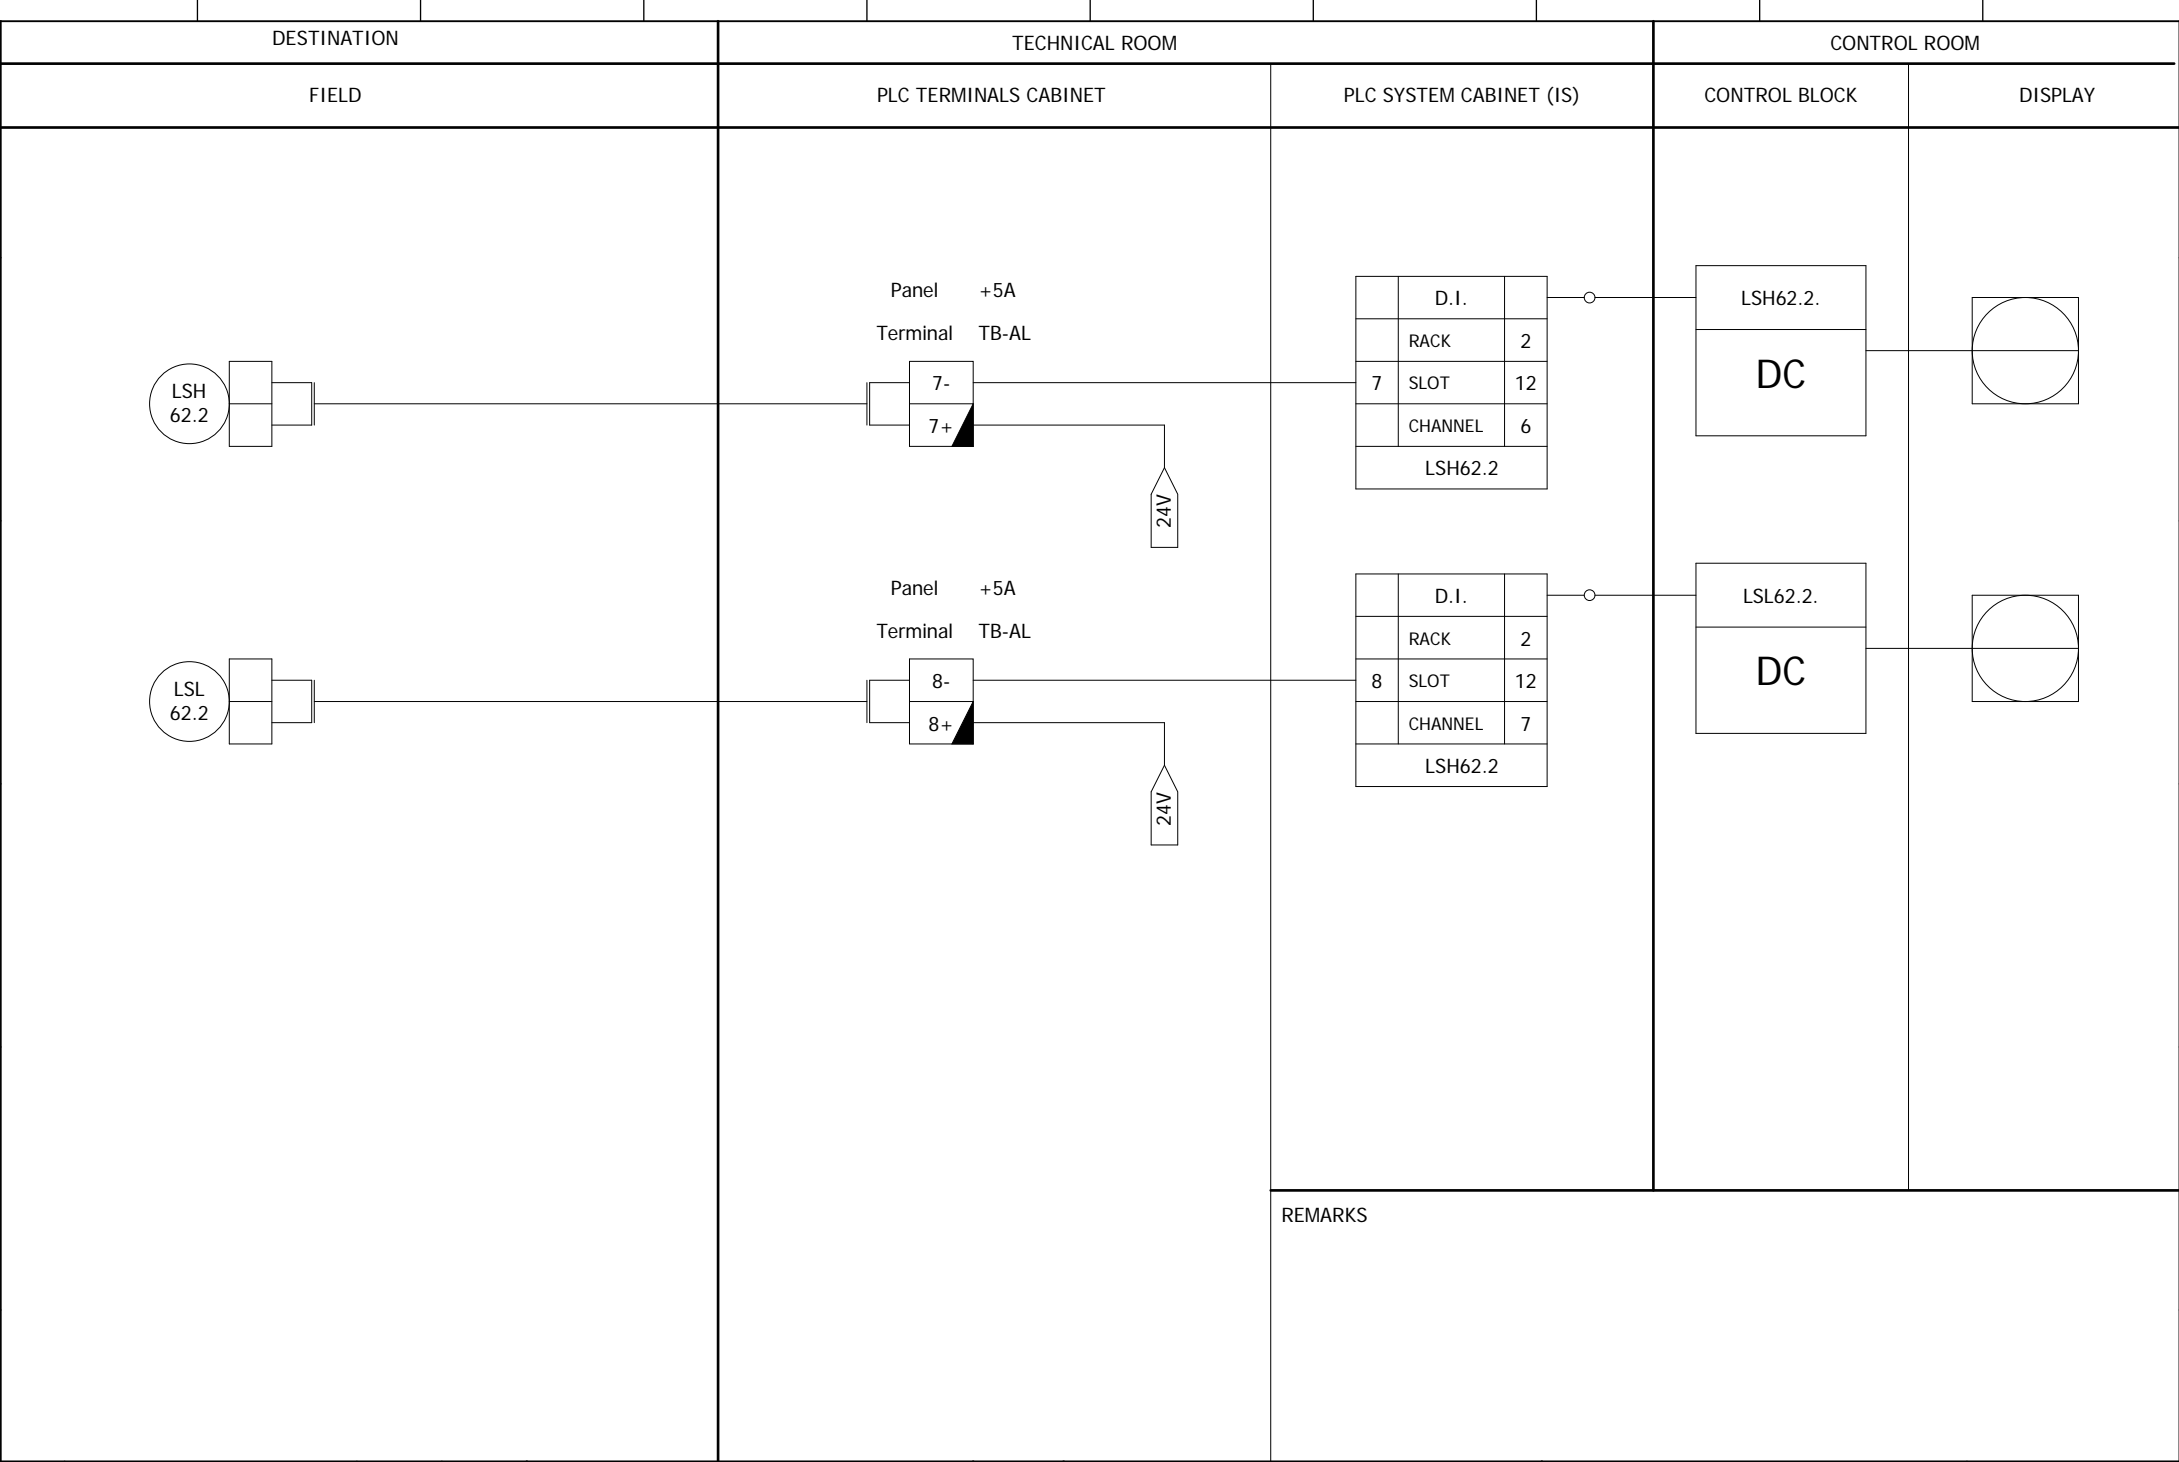 DESTINATION
TECHNICAL ROOM
CONTROL ROOM
FIELD
PLC TERMINALS CABINET
PLC SYSTEM CABINET (IS)
CONTROL BLOCK
DISPLAY
LSH
62.2
Panel +5A
Terminal TB-AL
7-
7+
24V
D.I.
RACK 2
7 SLOT 12
CHANNEL 6
LSH62.2
LSH62.2.
DC
LSL
62.2
Panel +5A
Terminal TB-AL
8-
8+
24V
D.I.
RACK 2
8 SLOT 12
CHANNEL 7
LSH62.2
LSL62.2.
DC
REMARKS